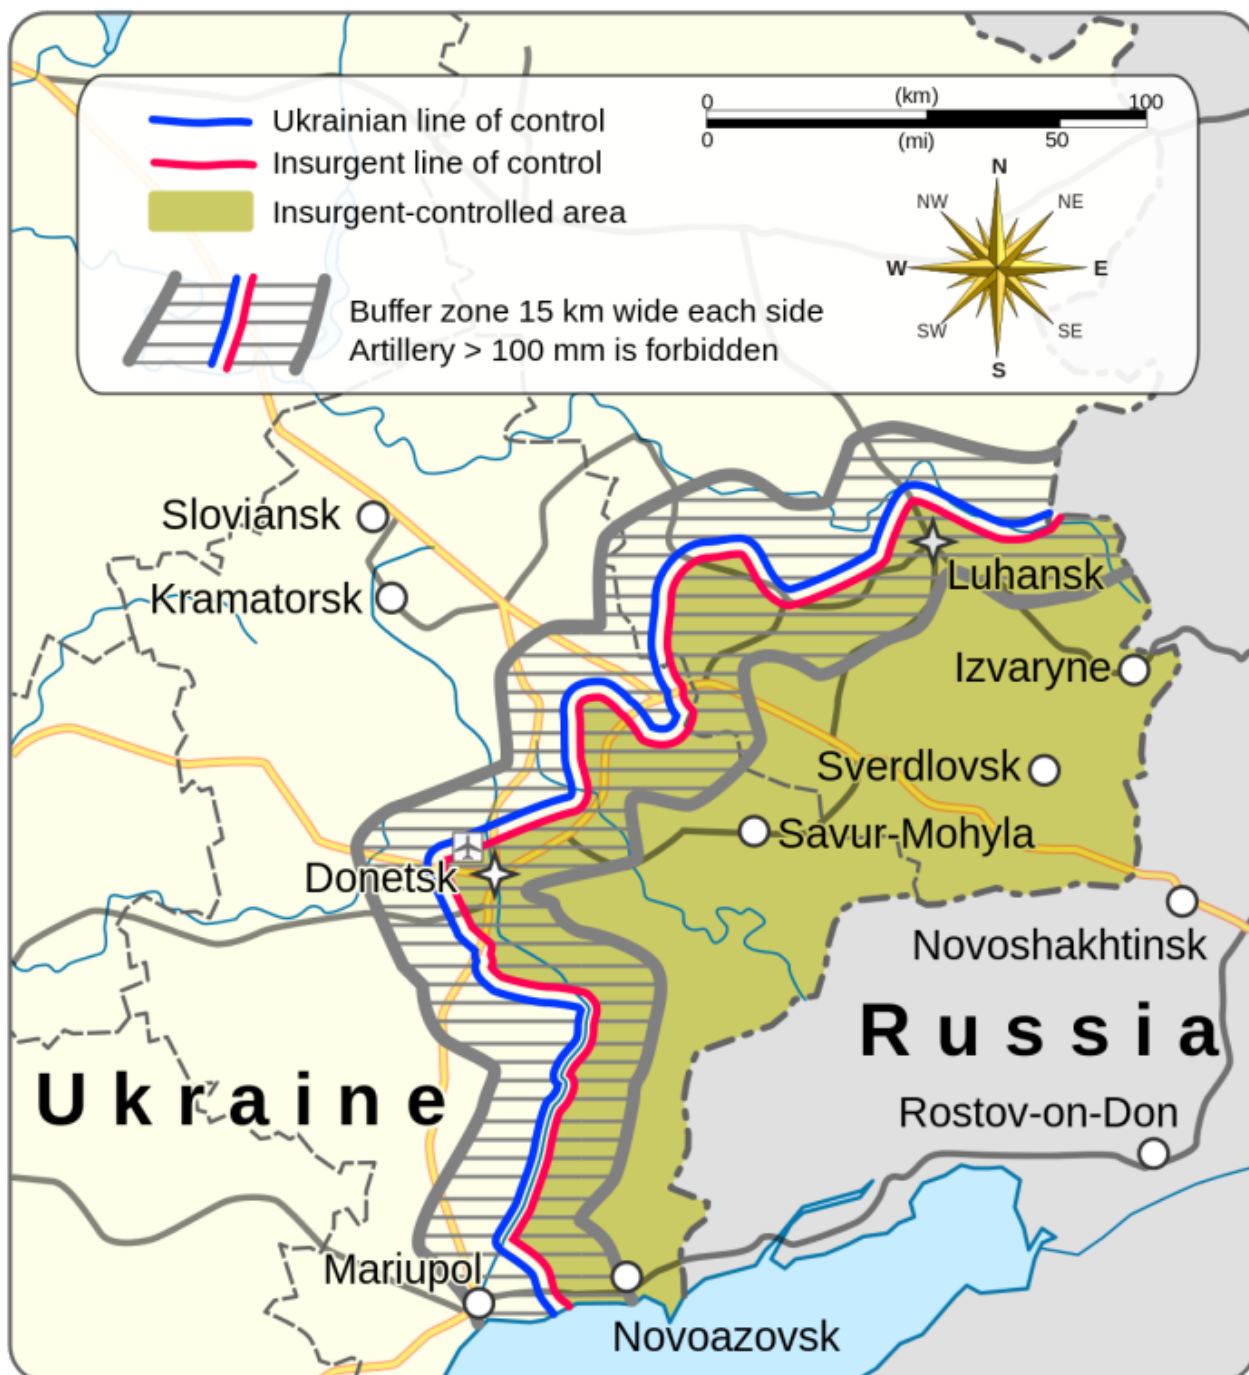 Ukrainian line of control
Insurgent line of control
Insurgent-controlled area
Buffer zone 15 km wide each side
Artillery > 100 mm is forbidden
0 (km) 100
0 (mi) 50
N
NW NE
W E
SW SE
S
Sloviansk
Kramatorsk
Luhansk
Izvaryne
Sverdlovsk
Savur-Mohyla
Donetsk
Novoshakhtinsk
Russia
Ukraine
Rostov-on-Don
Mariupol
Novoazovsk